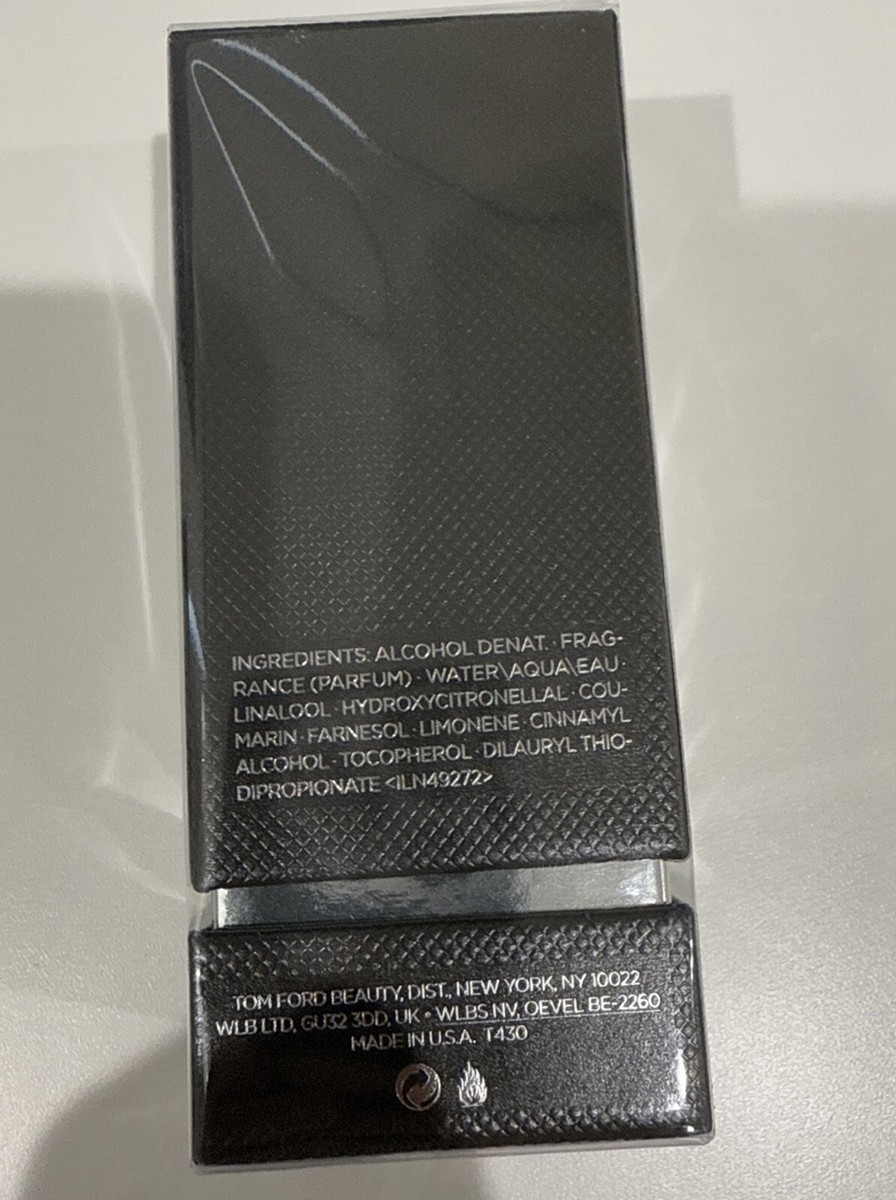 INGREDIENTS: ALCOHOL DENAT. · FRAG-
RANCE (PARFUM) · WATER\AQUA\EAU ·
LINALOOL · HYDROXYCITRONELLAL · COU-
MARIN · FARNESOL · LIMONENE · CINNAMYL
ALCOHOL · TOCOPHEROL · DILAURYL THIO-
DIPROPIONATE <ILN49272>
TOM FORD BEAUTY, DIST., NEW YORK, NY 10022
WLB LTD, GU32 3DD, UK • WLBS NV, OEVEL BE-2260
MADE IN U.S.A. T430